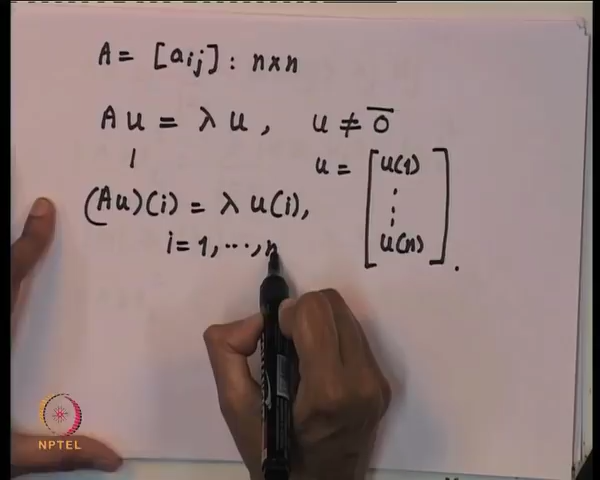 A = [aij] : n×n
Au = λu, u ≠ 0̅
u = [u(1) ⋮ u(n)].
(Au)(i) = λ u(i),
i = 1, ⋯, n
NPTEL